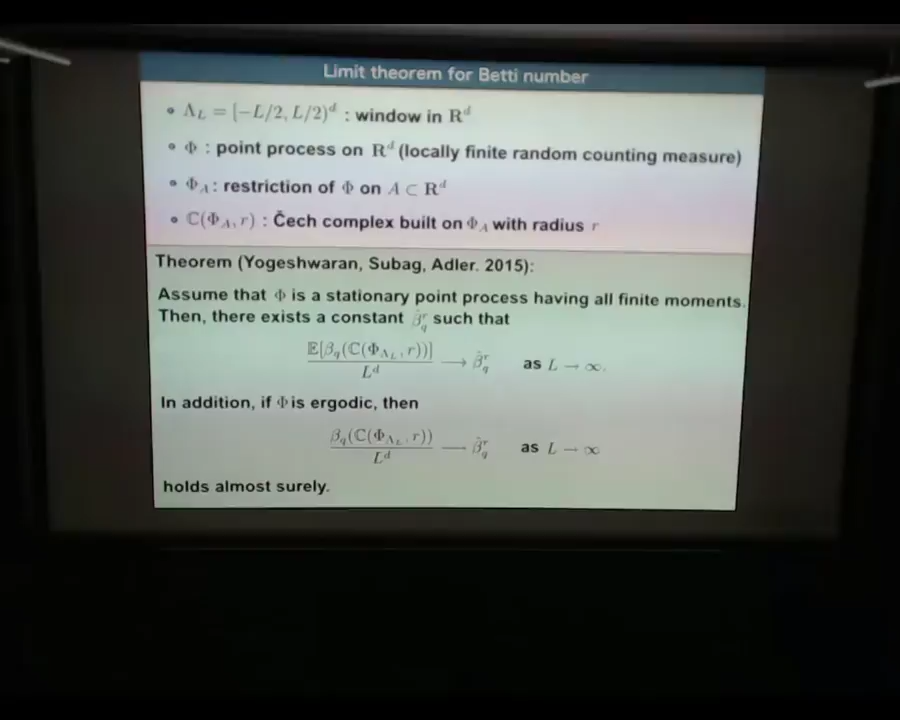 Limit theorem for Betti number
• Λ_L = [−L/2, L/2)^d : window in R^d
• Φ : point process on R^d (locally finite random counting measure)
• Φ_A : restriction of Φ on A ⊂ R^d
• ℂ(Φ_A, r) : Čech complex built on Φ_A with radius r
Theorem (Yogeshwaran, Subag, Adler. 2015):
Assume that Φ is a stationary point process having all finite moments.
Then, there exists a constant β̂_q^r such that
𝔼[β_q(ℂ(Φ_{Λ_L}, r))] / L^d ⟶ β̂_q^r as L → ∞.
In addition, if Φ is ergodic, then
β_q(ℂ(Φ_{Λ_L}, r)) / L^d ⟶ β̂_q^r as L → ∞
holds almost surely.